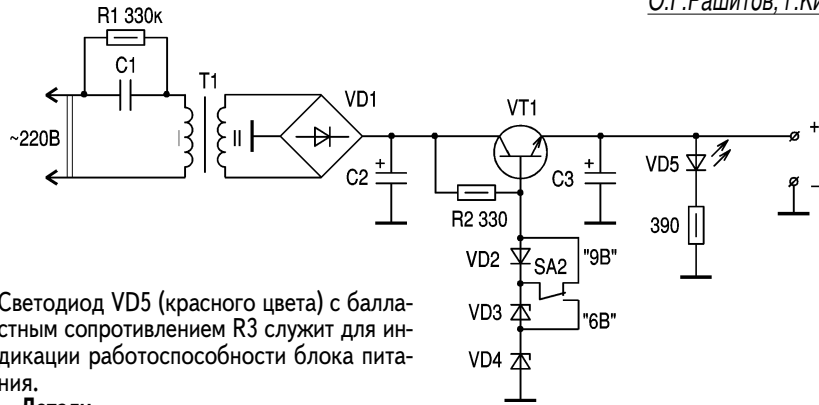 О.Г.Рашитов, г.Ки
R1 330к
C1
T1
VD1
VT1
~220В
I
II
+
C2
R2 330
+
C3
VD5
+
−
390
VD2
SA2
"9В"
VD3
"6В"
VD4
Светодиод VD5 (красного цвета) с балла-
стным сопротивлением R3 служит для ин-
дикации работоспособности блока пита-
ния.
Детали